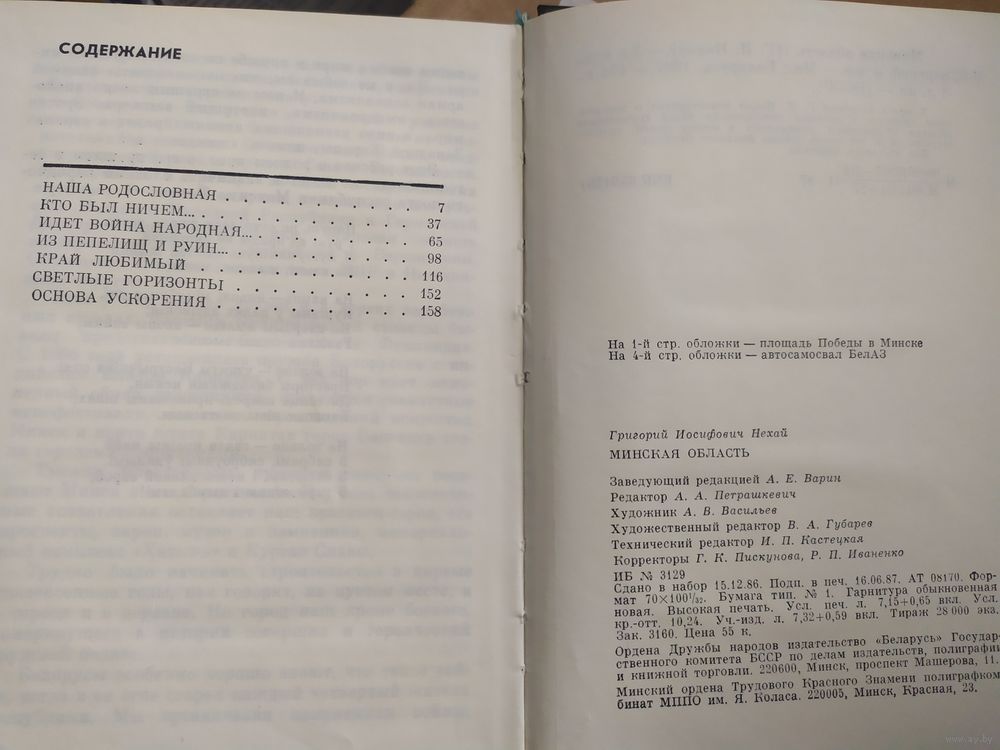 СОДЕРЖАНИЕ
НАША РОДОСЛОВНАЯ . . . . . . . . . . . 7
КТО БЫЛ НИЧЕМ... . . . . . . . . . . . 37
ИДЕТ ВОЙНА НАРОДНАЯ... . . . . . . . . 65
ИЗ ПЕПЕЛИЩ И РУИН... . . . . . . . . . 98
КРАЙ ЛЮБИМЫЙ . . . . . . . . . . . 116
СВЕТЛЫЕ ГОРИЗОНТЫ . . . . . . . . . 152
ОСНОВА УСКОРЕНИЯ . . . . . . . . . . 158
На 1-й стр. обложки — площадь Победы в Минске
На 4-й стр. обложки — автосамосвал БелАЗ
Григорий Иосифович Нехай
МИНСКАЯ ОБЛАСТЬ
Заведующий редакцией А. Е. Варин
Редактор А. А. Петрашкевич
Художник А. В. Васильев
Художественный редактор В. А. Губарев
Технический редактор И. П. Кастецкая
Корректоры Г. К. Пискунова, Р. П. Иваненко
ИБ № 3129
Сдано в набор 15.12.86. Подп. в печ. 16.06.87. АТ 08170. Фор-
мат 70×100¹/₃₂. Бумага тип. № 1. Гарнитура обыкновенная
новая. Высокая печать. Усл. печ. л. 7,15+0,65 вкл. Усл.
кр.-отт. 10,24. Уч.-изд. л. 7,32+0,59 вкл. Тираж 28 000 экз.
Зак. 3160. Цена 55 к.
Ордена Дружбы народов издательство «Беларусь» Государ-
ственного комитета БССР по делам издательств, полиграфии
и книжной торговли. 220600, Минск, проспект Машерова, 11.
Минский ордена Трудового Красного Знамени полиграфком-
бинат МППО им. Я. Коласа. 220005, Минск, Красная, 23.
www.ay.by